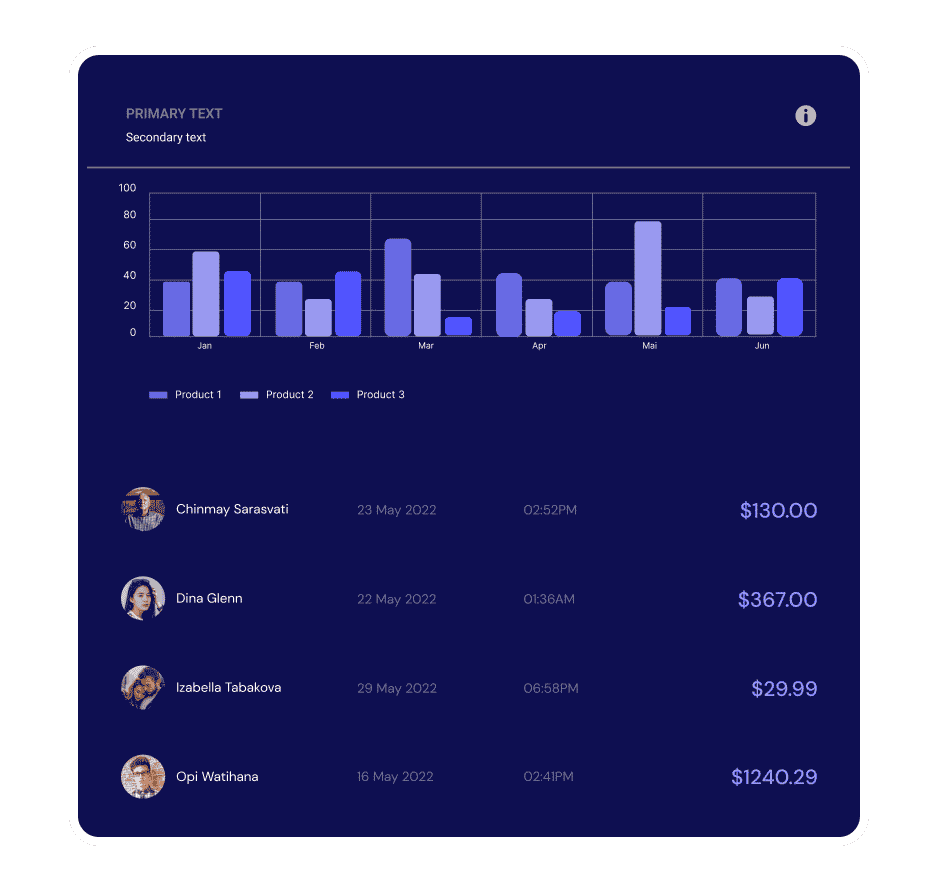 PRIMARY TEXT
Secondary text
100
80
60
40
20
0
Jan Feb Mar Apr Mai Jun
Product 1 Product 2 Product 3
Chinmay Sarasvati 23 May 2022 02:52PM $130.00
Dina Glenn 22 May 2022 01:36AM $367.00
Izabella Tabakova 29 May 2022 06:58PM $29.99
Opi Watihana 16 May 2022 02:41PM $1240.29